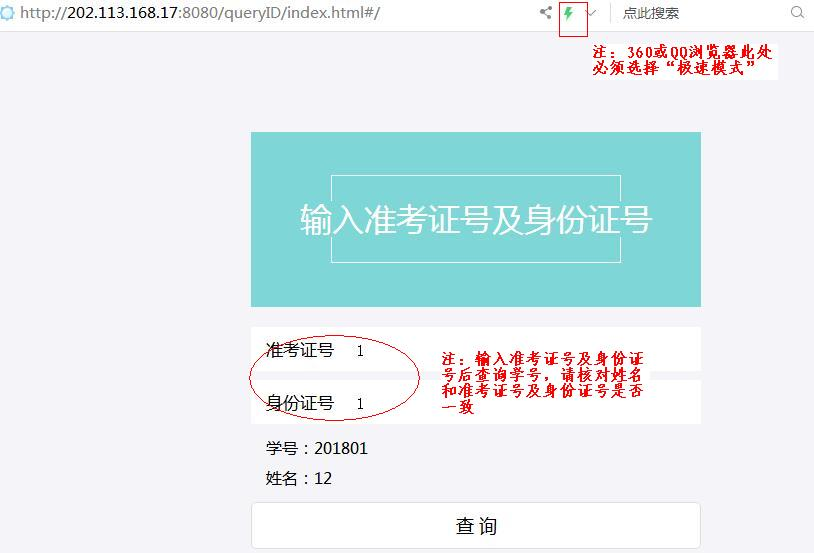 http://202.113.168.17:8080/queryID/index.html#/
点此搜索
注：360或QQ浏览器此处
必须选择“极速模式”
输入准考证号及身份证号
准考证号 1
身份证号 1
注：输入准考证号及身份证
号后查询学号，请核对姓名
和准考证号及身份证号是否
一致
学号：201801
姓名：12
查询